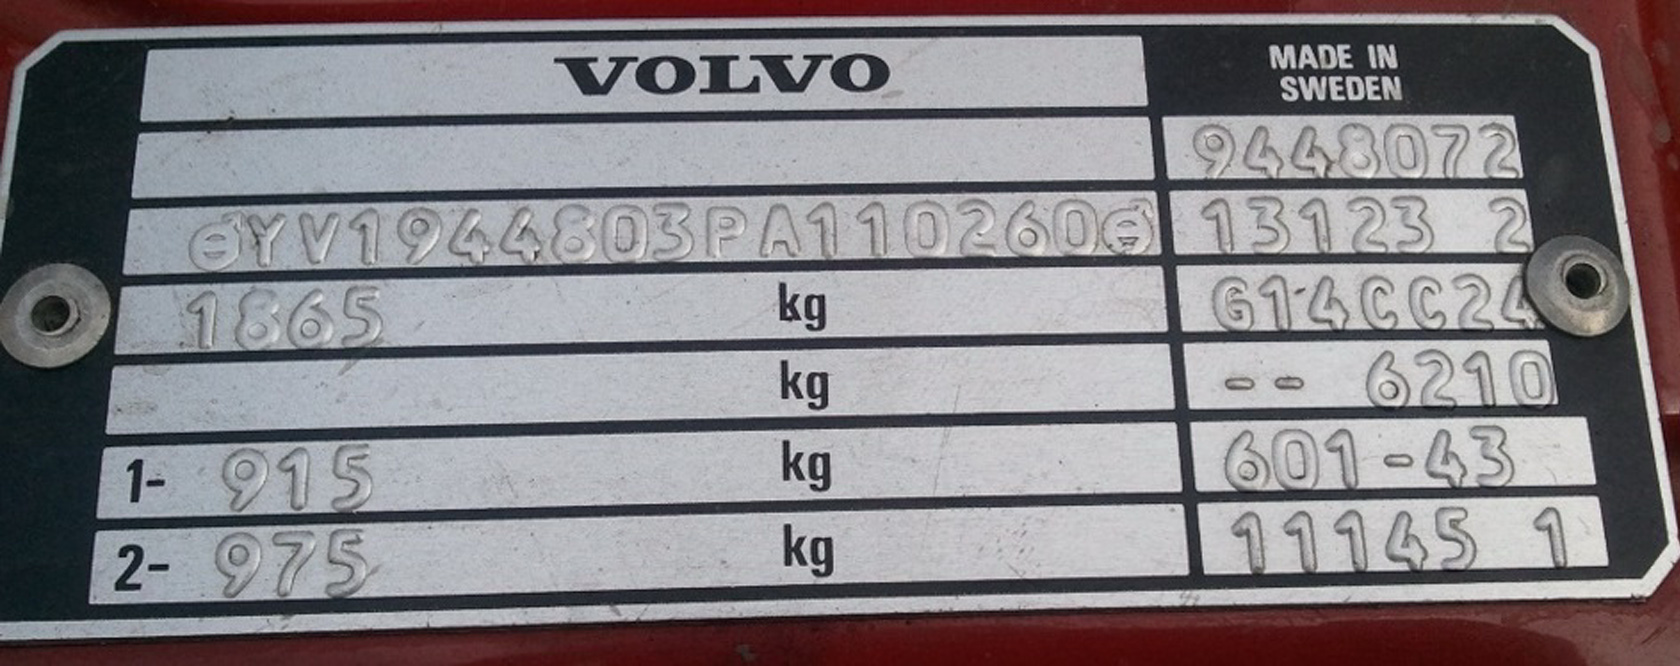 VOLVO
MADE IN
SWEDEN
9448072
YV1944803PA110260
13123 2
1865 kg
G14CC24
kg
-- 6210
1- 915 kg
601-43
2- 975 kg
11145 1